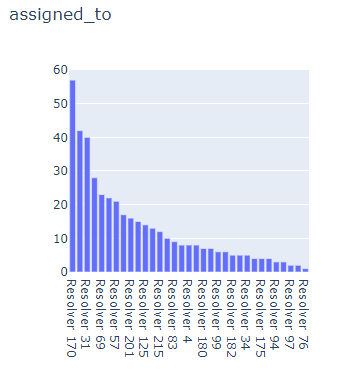 assigned_to
60
50
40
30
20
10
0
Resolver 170
Resolver 31
Resolver 69
Resolver 57
Resolver 201
Resolver 125
Resolver 215
Resolver 83
Resolver 4
Resolver 180
Resolver 99
Resolver 182
Resolver 34
Resolver 175
Resolver 94
Resolver 97
Resolver 76